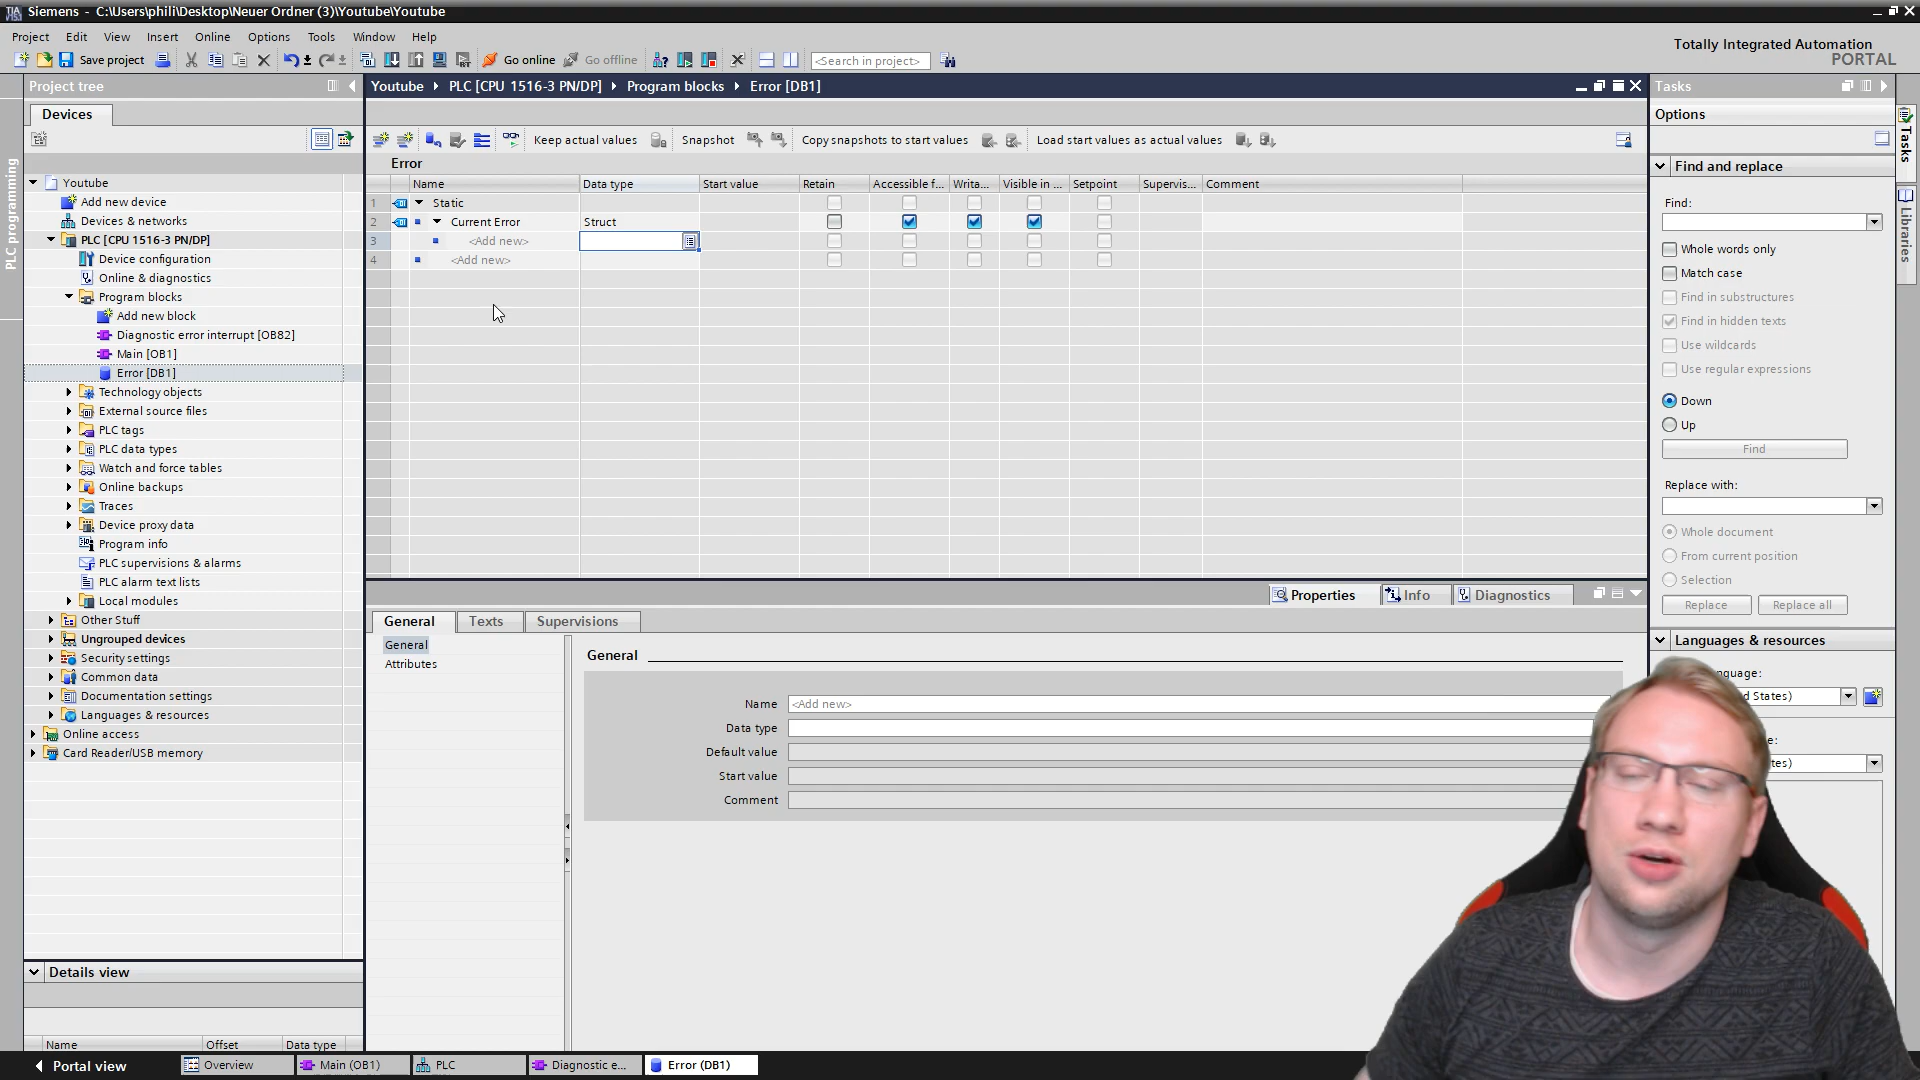 Siemens - C:\Users\phili\Desktop\Neuer Ordner (3)\Youtube\Youtube
Project Edit View Insert Online Options Tools Window Help
Totally Integrated Automation
PORTAL
Save project Go online Go offline <Search in project>
Project tree
Youtube PLC [CPU 1516-3 PN/DP] Program blocks Error [DB1]
Tasks
Devices
Options
Keep actual values Snapshot Copy snapshots to start values Load start values as actual values
PLC programming
Tasks
Libraries
Error
Name Data type Start value Retain Accessible f... Writa... Visible in ... Setpoint Supervis... Comment
1 Static
2 Current Error Struct
3 <Add new>
4 <Add new>
Youtube
Add new device
Devices & networks
PLC [CPU 1516-3 PN/DP]
Device configuration
Online & diagnostics
Program blocks
Add new block
Diagnostic error interrupt [OB82]
Main [OB1]
Error [DB1]
Technology objects
External source files
PLC tags
PLC data types
Watch and force tables
Online backups
Traces
Device proxy data
Program info
PLC supervisions & alarms
PLC alarm text lists
Local modules
Other Stuff
Ungrouped devices
Security settings
Common data
Documentation settings
Languages & resources
Online access
Card Reader/USB memory
Find and replace
Find:
Whole words only
Match case
Find in substructures
Find in hidden texts
Use wildcards
Use regular expressions
Down
Up
Find
Replace with:
Whole document
From current position
Selection
Replace Replace all
Languages & resources
nguage:
d States)
e:
tes)
Properties Info Diagnostics
General Texts Supervisions
General
Attributes
General
Name <Add new>
Data type
Default value
Start value
Comment
Details view
Name Offset Data type
Portal view Overview Main (OB1) PLC Diagnostic e... Error (DB1)